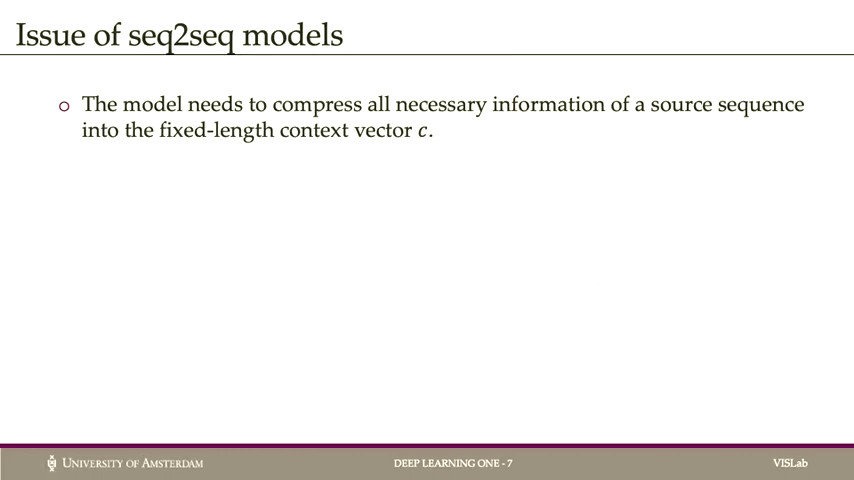 Issue of seq2seq models
○ The model needs to compress all necessary information of a source sequence
into the fixed-length context vector c.
UNIVERSITY OF AMSTERDAM
DEEP LEARNING ONE - 7
VISLab